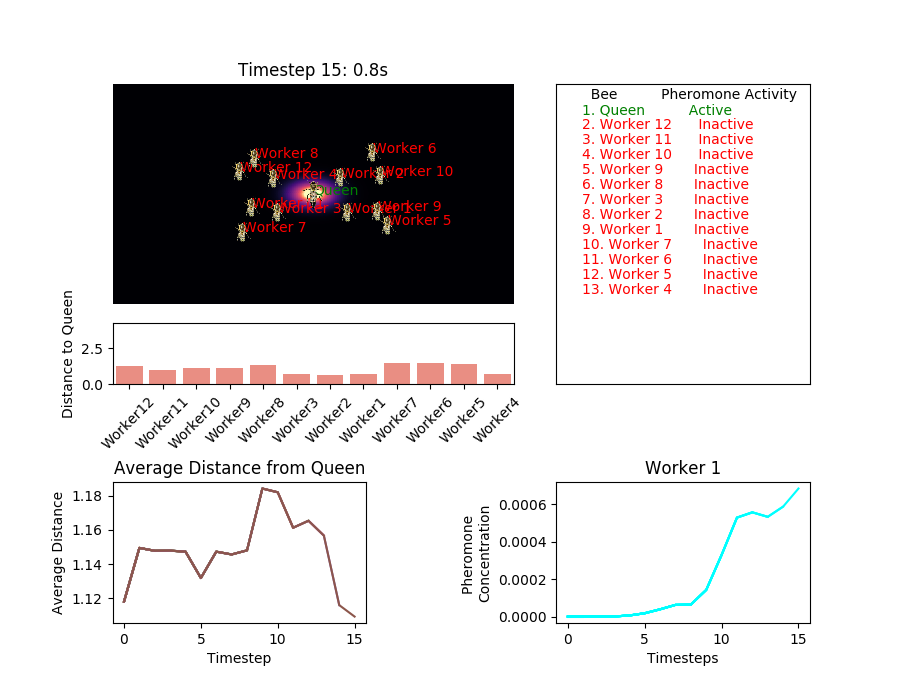 Timestep 15: 0.8s
Worker 8
Worker 6
Worker 12
Worker 4
Worker 10
Queen
Worker 3
Worker 9
Worker 5
Worker 7
Bee Pheromone Activity
1. Queen Active
2. Worker 12 Inactive
3. Worker 11 Inactive
4. Worker 10 Inactive
5. Worker 9 Inactive
6. Worker 8 Inactive
7. Worker 3 Inactive
8. Worker 2 Inactive
9. Worker 1 Inactive
10. Worker 7 Inactive
11. Worker 6 Inactive
12. Worker 5 Inactive
13. Worker 4 Inactive
Distance to Queen
2.5
0.0
Worker12 Worker11 Worker10 Worker9 Worker8 Worker3 Worker2 Worker1 Worker7 Worker6 Worker5 Worker4
Average Distance from Queen
Average Distance
1.18
1.16
1.14
1.12
0 5 10 15
Timestep
Worker 1
Pheromone
Concentration
0.0006
0.0004
0.0002
0.0000
0 5 10 15
Timesteps